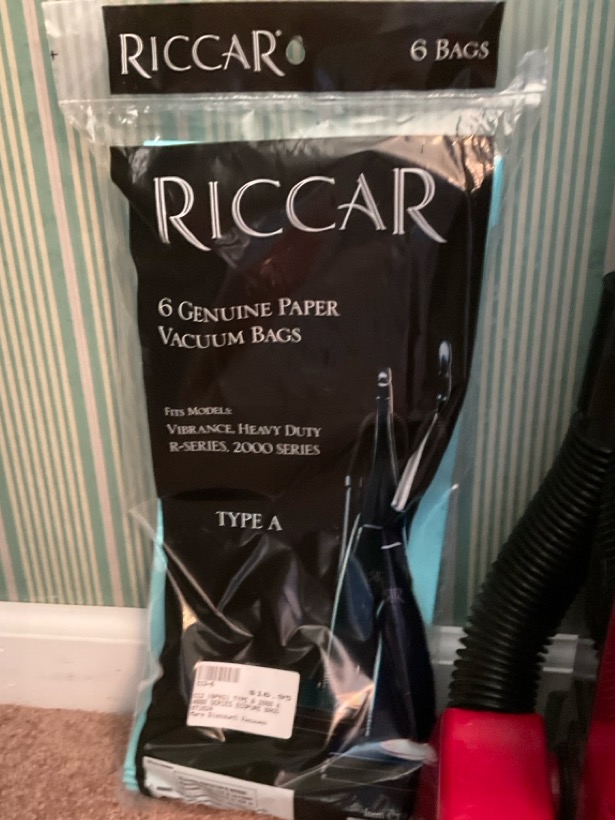 RICCAR
6 BAGS
RICCAR
6 GENUINE PAPER
VACUUM BAGS
FITS MODELS:
VIBRANCE, HEAVY DUTY
R-SERIES, 2000 SERIES
TYPE A
$16.95